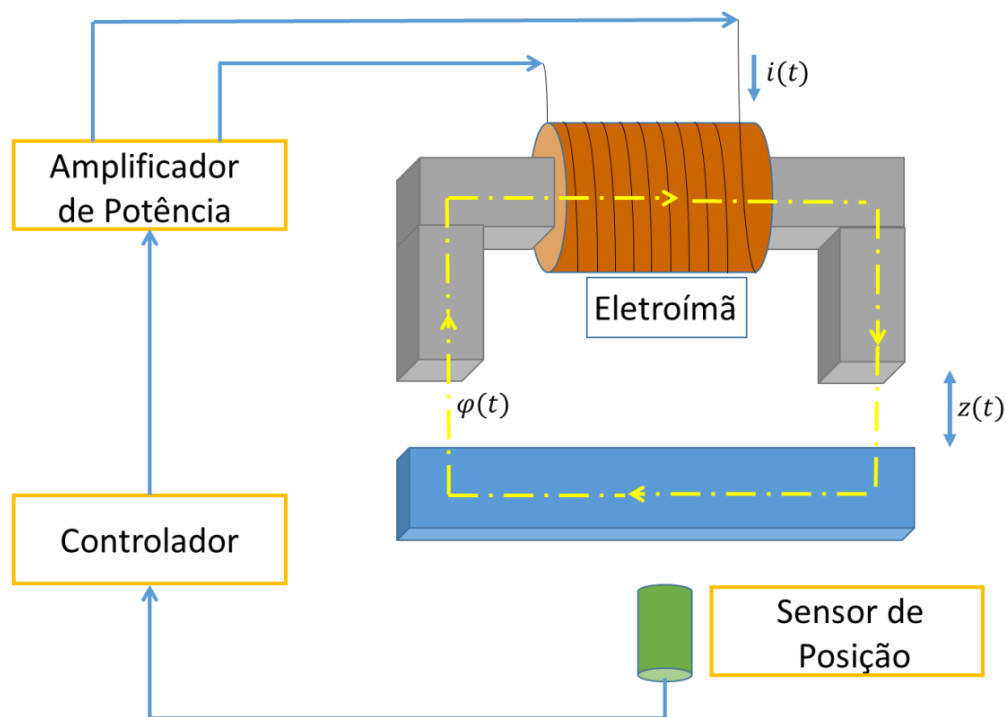 i(t)
Amplificador
de Potência
Eletroímã
φ(t)
z(t)
Controlador
Sensor de
Posição